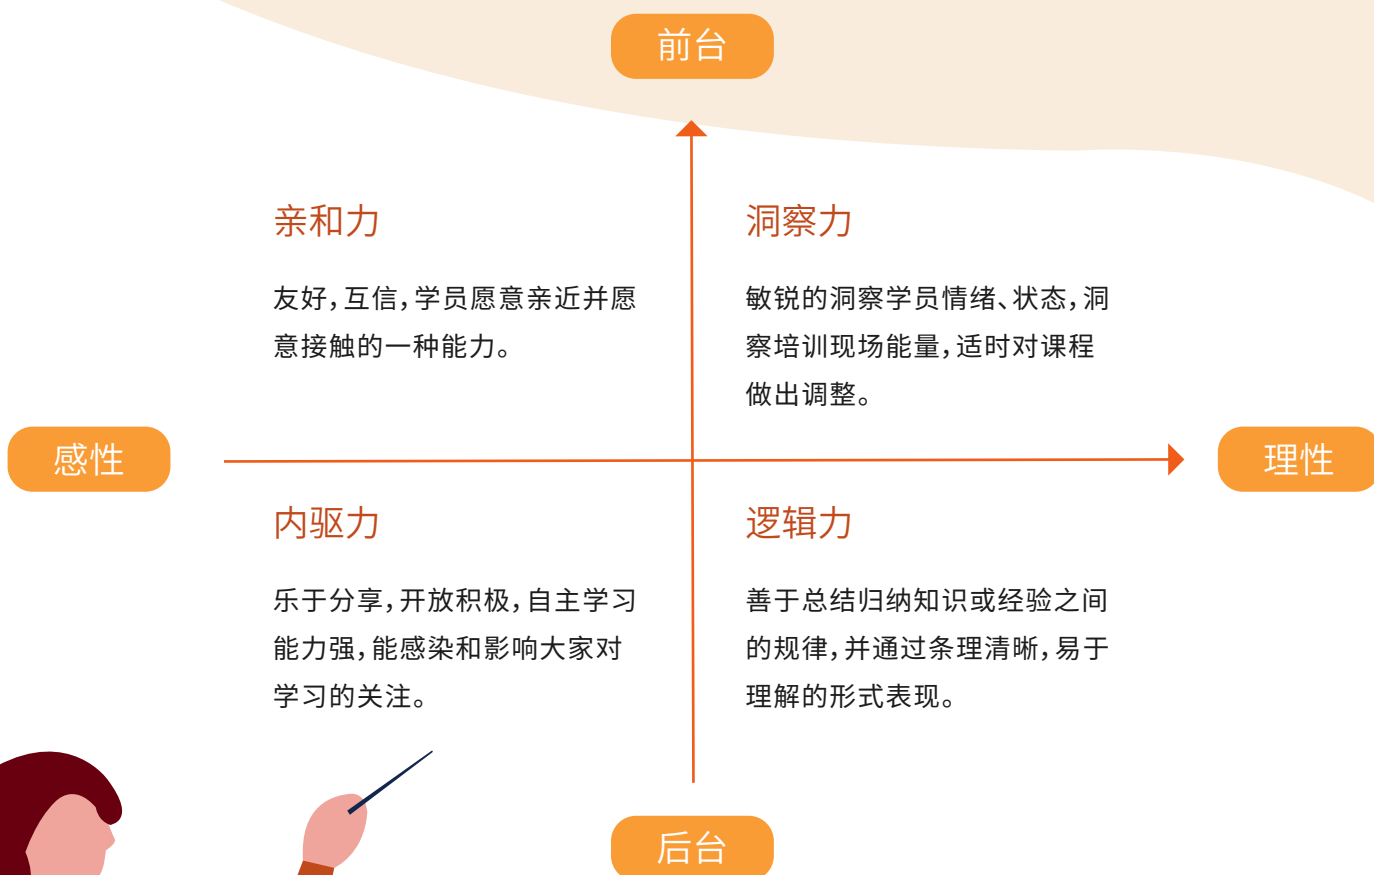 前台
亲和力
友好，互信，学员愿意亲近并愿
意接触的一种能力。
洞察力
敏锐的洞察学员情绪、状态，洞
察培训现场能量，适时对课程
做出调整。
感性
理性
内驱力
乐于分享，开放积极，自主学习
能力强，能感染和影响大家对
学习的关注。
逻辑力
善于总结归纳知识或经验之间
的规律，并通过条理清晰，易于
理解的形式表现。
后台